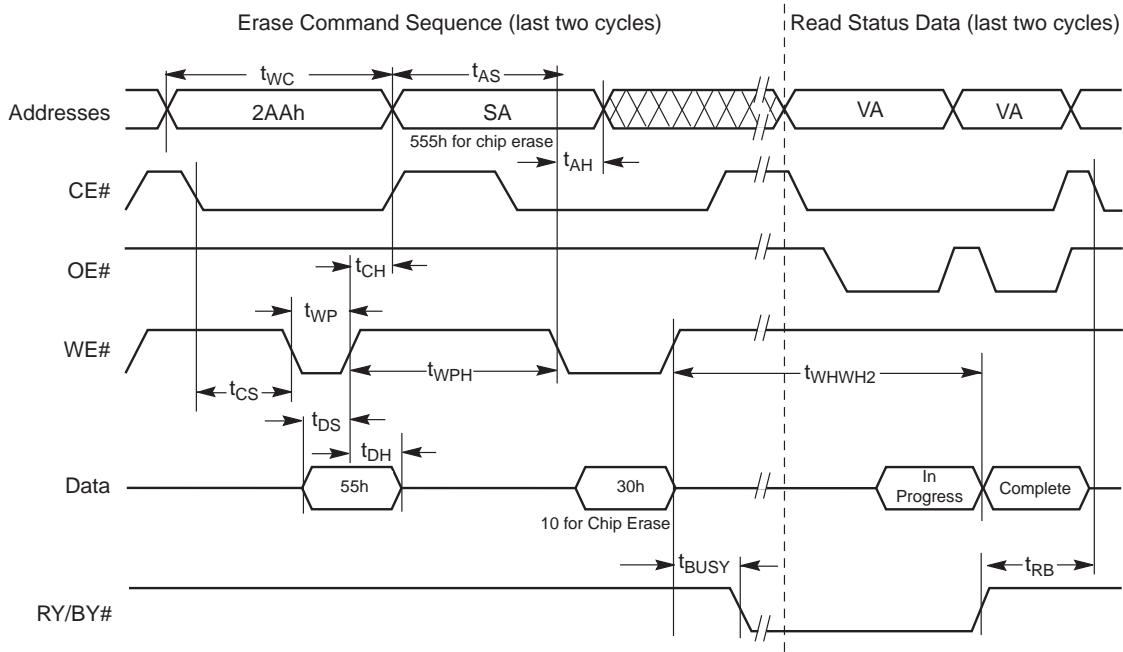 Erase Command Sequence (last two cycles)
Read Status Data (last two cycles)
tWC
tAS
Addresses
2AAh
SA
VA
VA
555h for chip erase
tAH
CE#
OE#
tCH
tWP
WE#
tWPH
tWHWH2
tCS
tDS
tDH
Data
55h
30h
In
Progress
Complete
10 for Chip Erase
tBUSY
tRB
RY/BY#